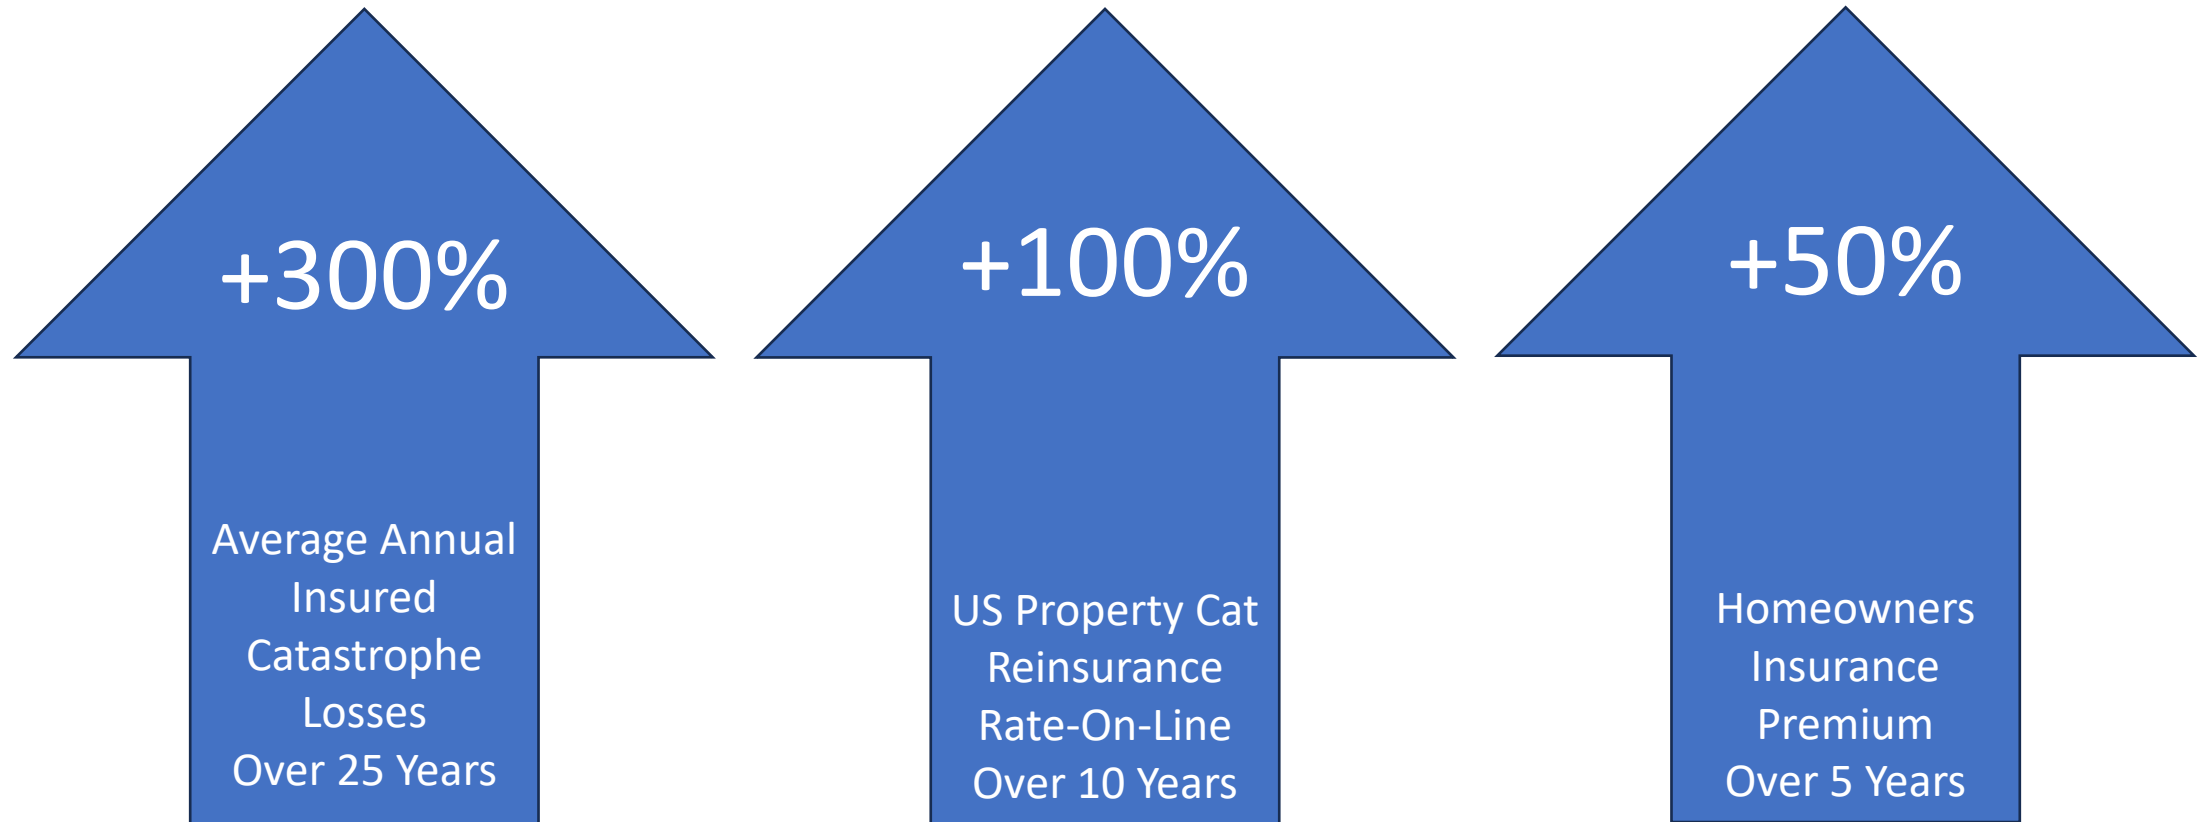 +300%
Average Annual
Insured
Catastrophe
Losses
Over 25 Years
+100%
US Property Cat
Reinsurance
Rate-On-Line
Over 10 Years
+50%
Homeowners
Insurance
Premium
Over 5 Years